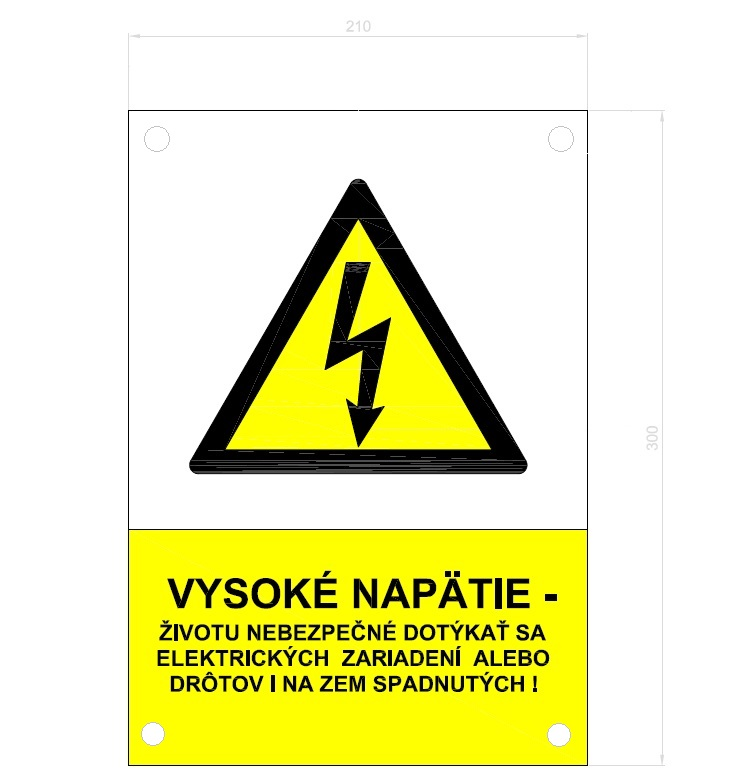 210
300
VYSOKÉ NAPÄTIE -
ŽIVOTU NEBEZPEČNÉ DOTÝKAŤ SA
ELEKTRICKÝCH ZARIADENÍ ALEBO
DRÔTOV I NA ZEM SPADNUTÝCH !